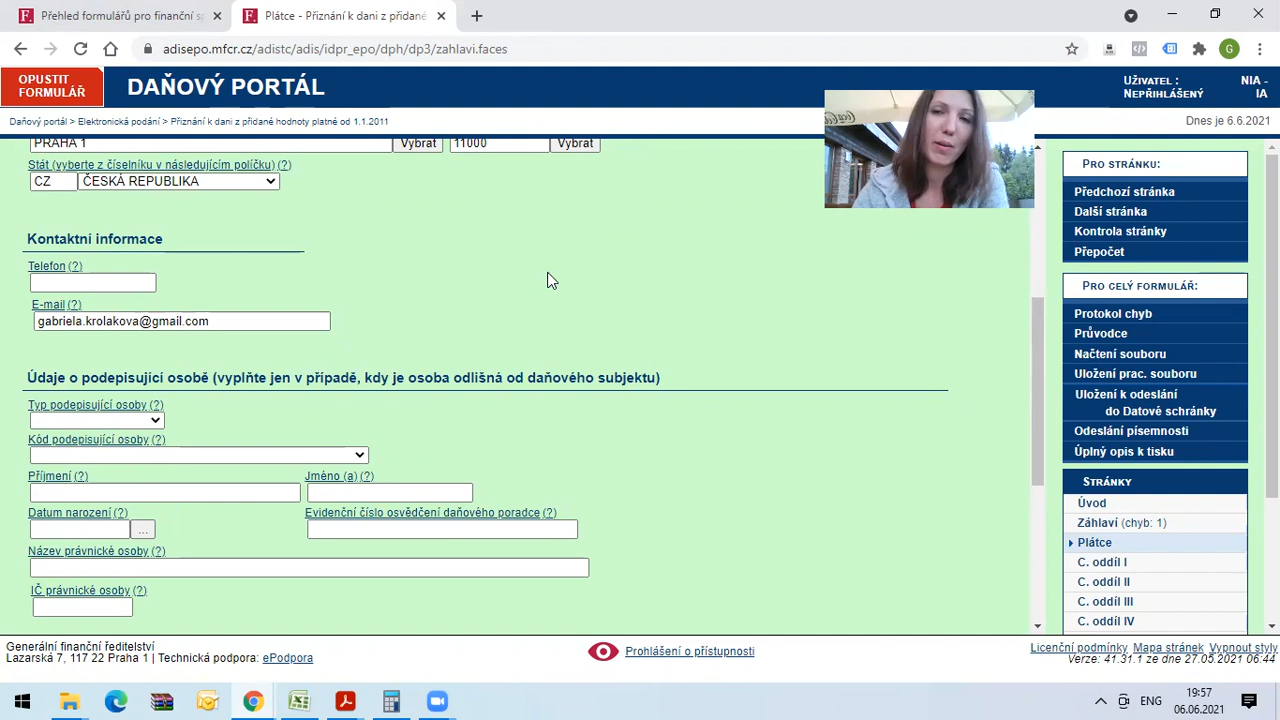 Přehled formulářů pro finanční s
Plátce - Přiznání k dani z přidané
adisepo.mfcr.cz/adistc/adis/idpr_epo/dph/dp3/zahlavi.faces
G
OPUSTIT
FORMULÁŘ
DAŇOVÝ PORTÁL
UŽIVATEL :
NEPŘIHLÁŠENÝ
NIA -
IA
Daňový portál › Elektronická podání › Přiznání k dani z přidané hodnoty platné od 1.1.2011
Dnes je 6.6.2021
PRAHA 1
Vybrat
11000
Vybrat
Stát (vyberte z číselníku v následujícím políčku) (?)
CZ
ČESKÁ REPUBLIKA
Kontaktní informace
Telefon (?)
E-mail (?)
gabriela.krolakova@gmail.com
Údaje o podepisující osobě (vyplňte jen v případě, kdy je osoba odlišná od daňového subjektu)
Typ podepisující osoby (?)
Kód podepisující osoby (?)
Příjmení (?)
Jméno (a) (?)
Datum narození (?)
Evidenční číslo osvědčení daňového poradce (?)
...
Název právnické osoby (?)
IČ právnické osoby (?)
PRO STRÁNKU:
Předchozí stránka
Další stránka
Kontrola stránky
Přepočet
PRO CELÝ FORMULÁŘ:
Protokol chyb
Průvodce
Načtení souboru
Uložení prac. souboru
Uložení k odeslání
do Datové schránky
Odeslání písemnosti
Úplný opis k tisku
STRÁNKY
Úvod
Záhlaví (chyb: 1)
Plátce
C. oddíl I
C. oddíl II
C. oddíl III
C. oddíl IV
Generální finanční ředitelství
Lazarská 7, 117 22 Praha 1 | Technická podpora: ePodpora
Prohlášení o přístupnosti
Licenční podmínky Mapa stránek Vypnout styly
Verze: 41.31.1 ze dne 27.05.2021 06:44
ENG
19:57
06.06.2021